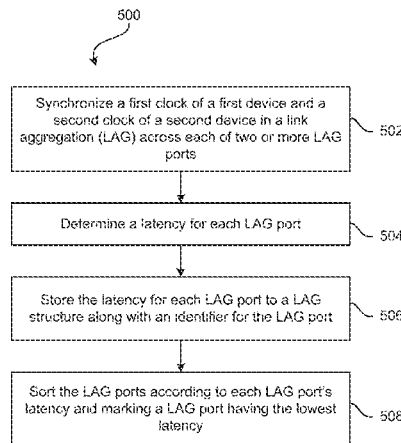 500
Synchronize a first clock of a first device and a
second clock of a second device in a link
aggregation (LAG) across each of two or more LAG
ports
502
Determine a latency for each LAG port
504
Store the latency for each LAG port to a LAG
structure along with an identifier for the LAG port
506
Sort the LAG ports according to each LAG port's
latency and marking a LAG port having the lowest
latency
508